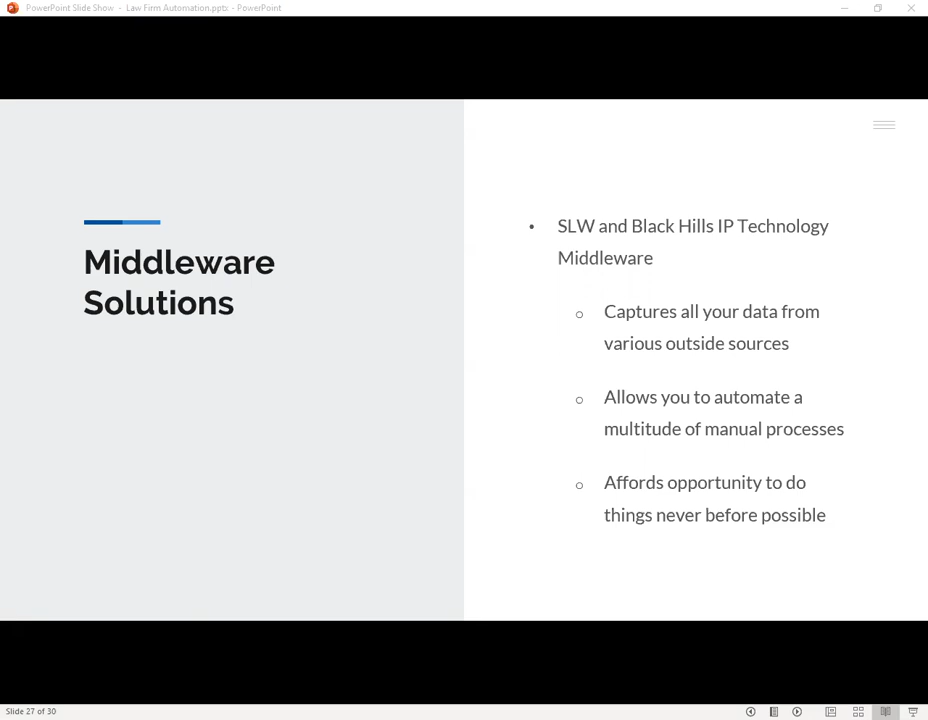 PowerPoint Slide Show - Law Firm Automation.pptx - PowerPoint
Middleware
Solutions
• SLW and Black Hills IP Technology
Middleware
o Captures all your data from
various outside sources
o Allows you to automate a
multitude of manual processes
o Affords opportunity to do
things never before possible
Slide 27 of 30